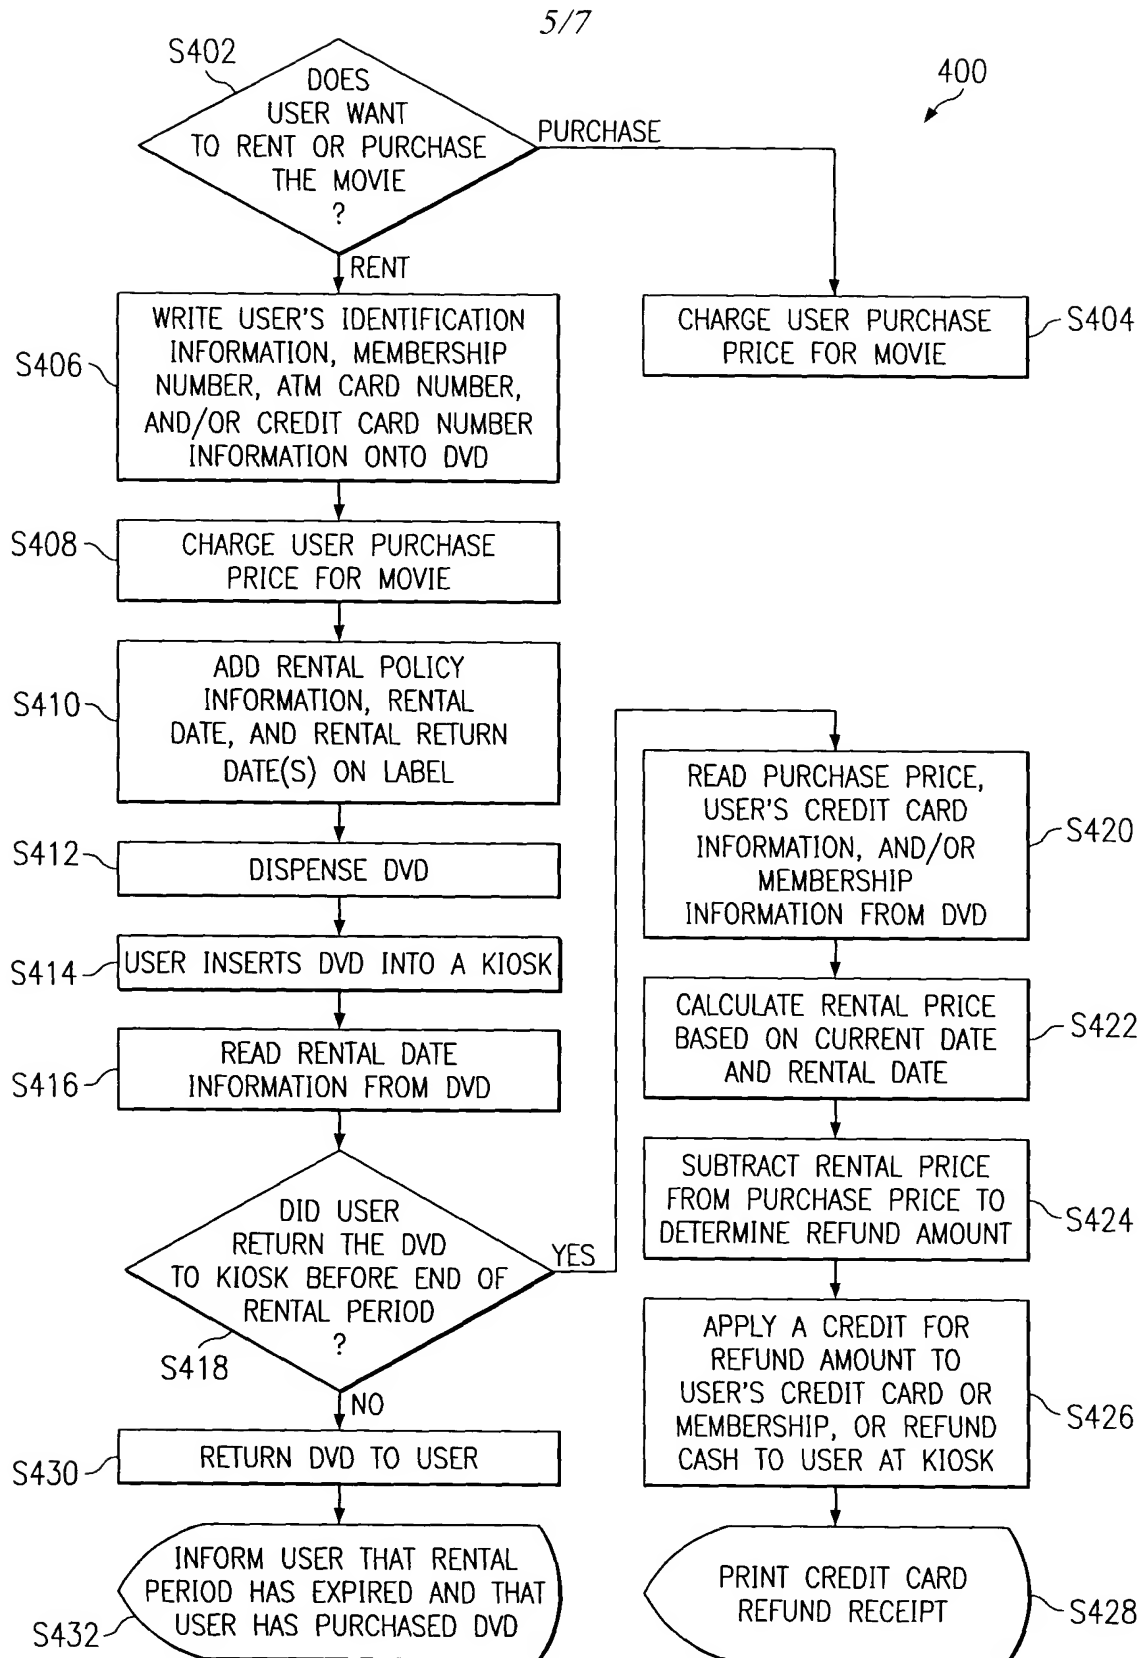 5/7
400
S402
DOES
USER WANT
TO RENT OR PURCHASE
THE MOVIE
?
PURCHASE
RENT
S404
CHARGE USER PURCHASE
PRICE FOR MOVIE
S406
WRITE USER'S IDENTIFICATION
INFORMATION, MEMBERSHIP
NUMBER, ATM CARD NUMBER,
AND/OR CREDIT CARD NUMBER
INFORMATION ONTO DVD
S408
CHARGE USER PURCHASE
PRICE FOR MOVIE
S410
ADD RENTAL POLICY
INFORMATION, RENTAL
DATE, AND RENTAL RETURN
DATE(S) ON LABEL
S412
DISPENSE DVD
S414
USER INSERTS DVD INTO A KIOSK
S416
READ RENTAL DATE
INFORMATION FROM DVD
S418
DID USER
RETURN THE DVD
TO KIOSK BEFORE END OF
RENTAL PERIOD
?
YES
NO
S420
READ PURCHASE PRICE,
USER'S CREDIT CARD
INFORMATION, AND/OR
MEMBERSHIP
INFORMATION FROM DVD
S422
CALCULATE RENTAL PRICE
BASED ON CURRENT DATE
AND RENTAL DATE
S424
SUBTRACT RENTAL PRICE
FROM PURCHASE PRICE TO
DETERMINE REFUND AMOUNT
S426
APPLY A CREDIT FOR
REFUND AMOUNT TO
USER'S CREDIT CARD OR
MEMBERSHIP, OR REFUND
CASH TO USER AT KIOSK
S428
PRINT CREDIT CARD
REFUND RECEIPT
S430
RETURN DVD TO USER
S432
INFORM USER THAT RENTAL
PERIOD HAS EXPIRED AND THAT
USER HAS PURCHASED DVD